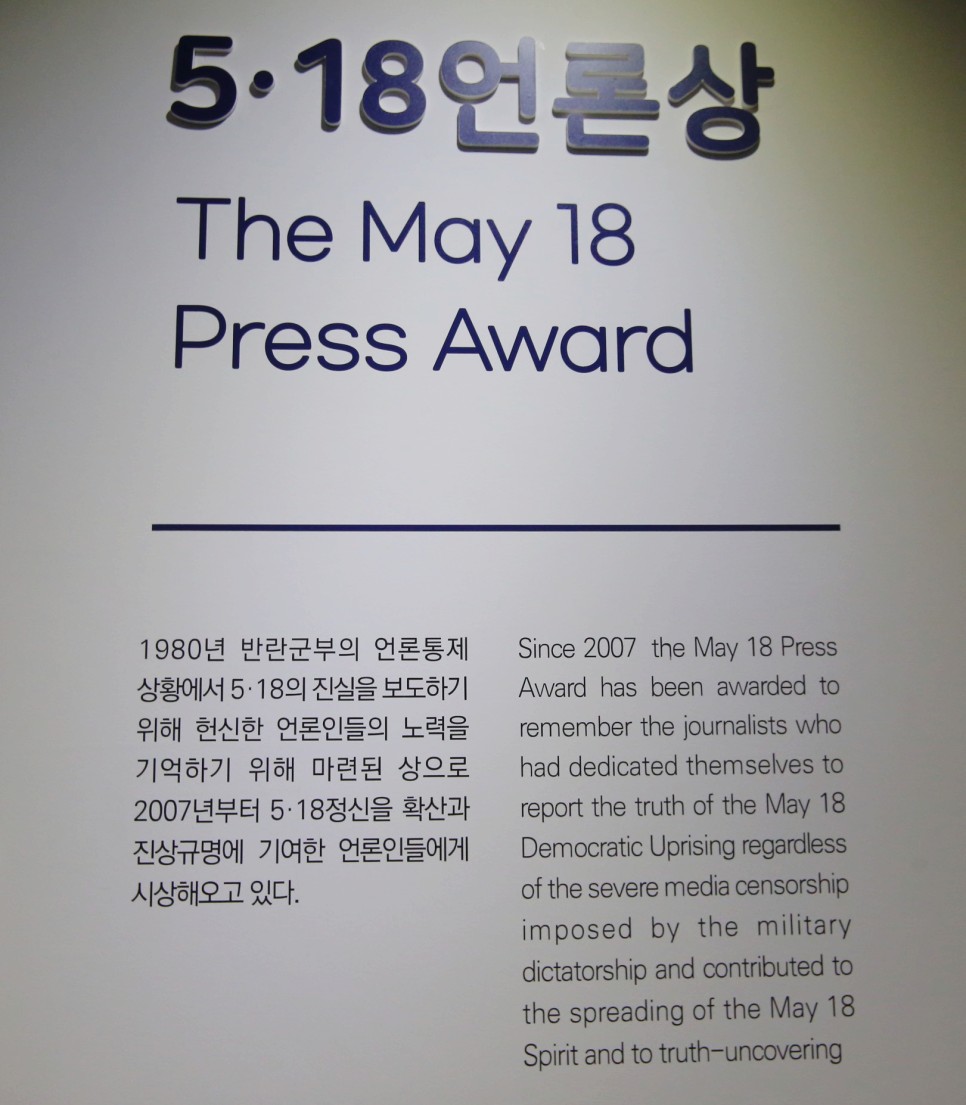 5·18언론상
The May 18
Press Award
1980년 반란군부의 언론통제
상황에서 5·18의 진실을 보도하기
위해 헌신한 언론인들의 노력을
기억하기 위해 마련된 상으로
2007년부터 5·18정신을 확산과
진상규명에 기여한 언론인들에게
시상해오고 있다.
Since 2007 the May 18 Press
Award has been awarded to
remember the journalists who
had dedicated themselves to
report the truth of the May 18
Democratic Uprising regardless
of the severe media censorship
imposed by the military
dictatorship and contributed to
the spreading of the May 18
Spirit and to truth-uncovering